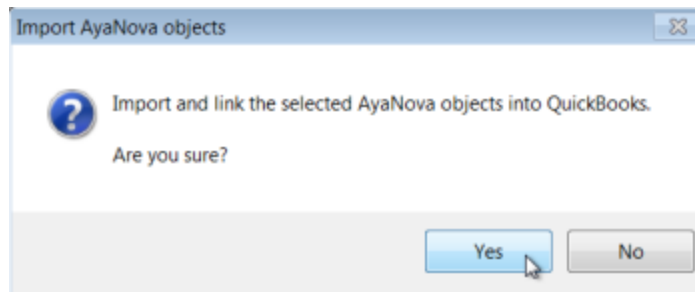 Import AyaNova objects
Import and link the selected AyaNova objects into QuickBooks.
Are you sure?
Yes No